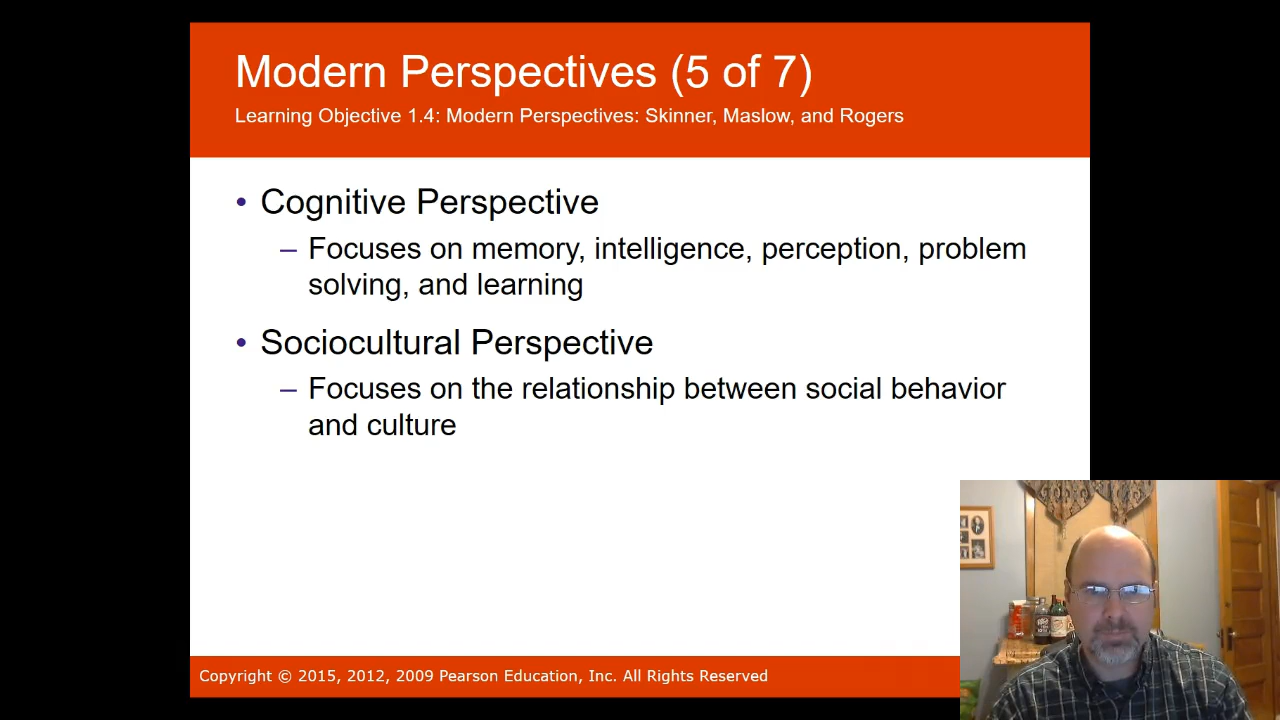 Modern Perspectives (5 of 7)
Learning Objective 1.4: Modern Perspectives: Skinner, Maslow, and Rogers
• Cognitive Perspective
– Focuses on memory, intelligence, perception, problem
solving, and learning
• Sociocultural Perspective
– Focuses on the relationship between social behavior
and culture
Copyright © 2015, 2012, 2009 Pearson Education, Inc. All Rights Reserved